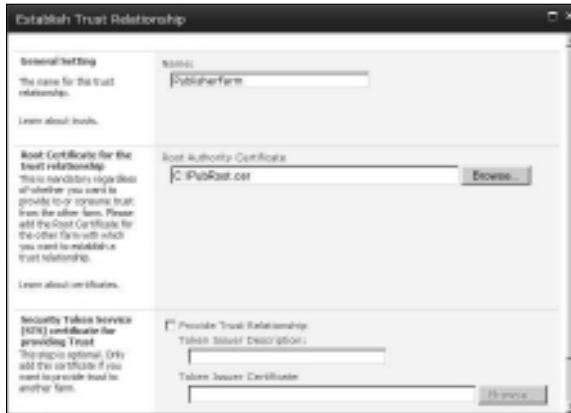 Establish Trust Relationship
General Setting
The name for this trust
relationship.
Learn about trusts.
Name:
PublisherFarm
Root Certificate for the
trust relationship
This is mandatory regardless
of whether you want to
provide to or consume trust
from the other farm. Please
add the Root Certificate for
the other farm with which
you want to establish a
trust relationship.
Learn about certificates.
Root Authority Certificate
C:\PubRoot.cer
Browse...
Security Token Service
(STS) certificate for
providing Trust
This step is optional. Only
add this certificate if you
want to provide trust to
another farm.
Provide Trust Relationship
Token Issuer Description:
Token Issuer Certificate
Browse...